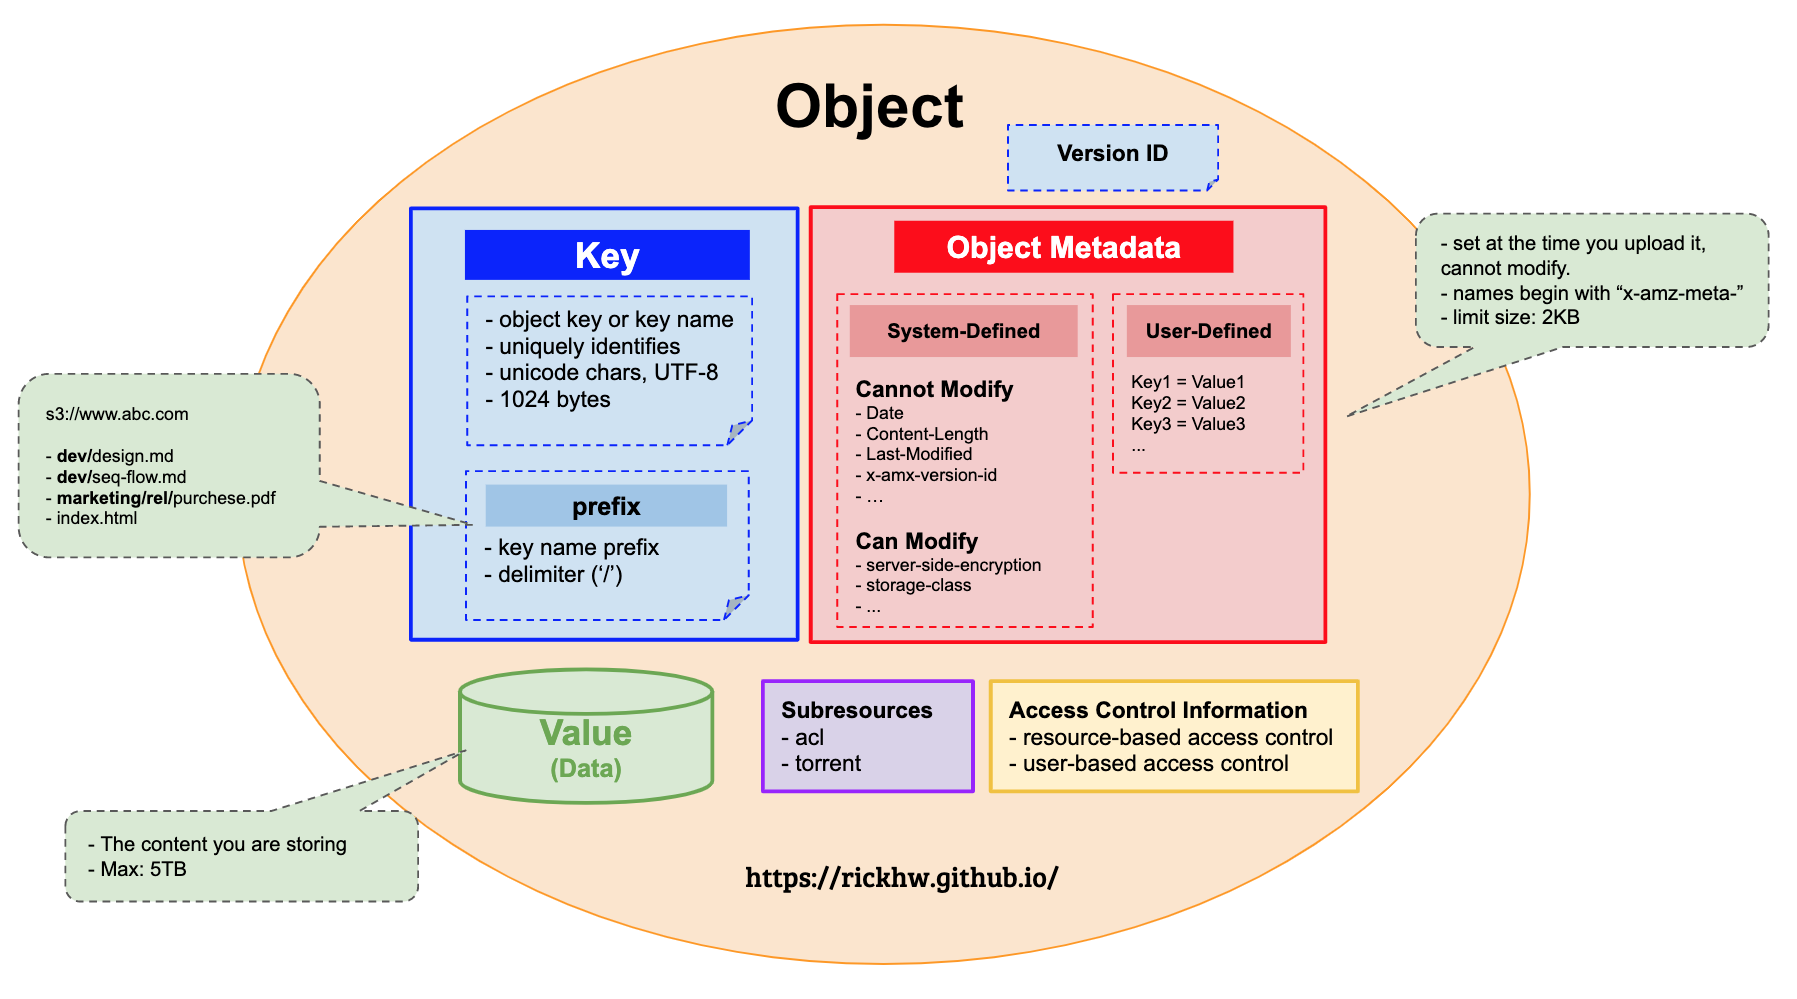 Object
Version ID
Key
- object key or key name
- uniquely identifies
- unicode chars, UTF-8
- 1024 bytes
prefix
- key name prefix
- delimiter (‘/’)
s3://www.abc.com
- dev/design.md
- dev/seq-flow.md
- marketing/rel/purchese.pdf
- index.html
Object Metadata
System-Defined
Cannot Modify
- Date
- Content-Length
- Last-Modified
- x-amx-version-id
- …
Can Modify
- server-side-encryption
- storage-class
- ...
User-Defined
Key1 = Value1
Key2 = Value2
Key3 = Value3
...
- set at the time you upload it,
cannot modify.
- names begin with “x-amz-meta-”
- limit size: 2KB
Value
(Data)
- The content you are storing
- Max: 5TB
Subresources
- acl
- torrent
Access Control Information
- resource-based access control
- user-based access control
https://rickhw.github.io/